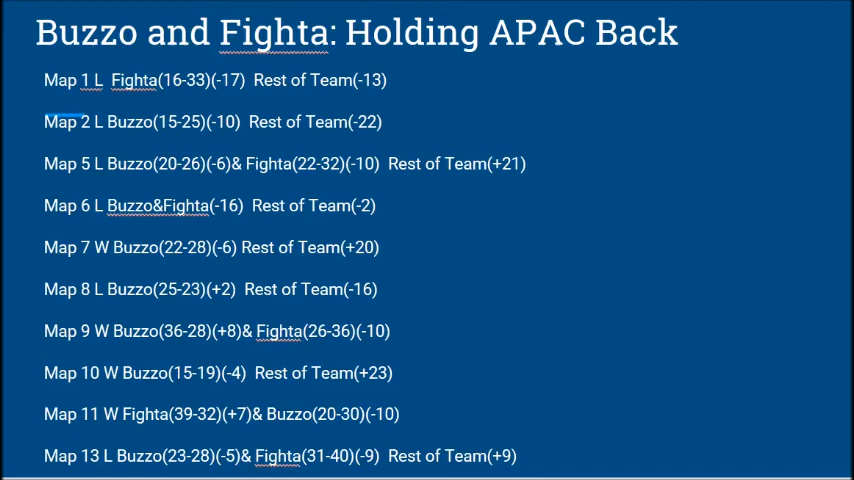 Buzzo and Fighta: Holding APAC Back
Map 1 L  Fighta(16-33)(-17)  Rest of Team(-13)
Map 2 L Buzzo(15-25)(-10)  Rest of Team(-22)
Map 5 L Buzzo(20-26)(-6)& Fighta(22-32)(-10)  Rest of Team(+21)
Map 6 L Buzzo&Fighta(-16)  Rest of Team(-2)
Map 7 W Buzzo(22-28)(-6) Rest of Team(+20)
Map 8 L Buzzo(25-23)(+2)  Rest of Team(-16)
Map 9 W Buzzo(36-28)(+8)& Fighta(26-36)(-10)
Map 10 W Buzzo(15-19)(-4)  Rest of Team(+23)
Map 11 W Fighta(39-32)(+7)& Buzzo(20-30)(-10)
Map 13 L Buzzo(23-28)(-5)& Fighta(31-40)(-9)  Rest of Team(+9)